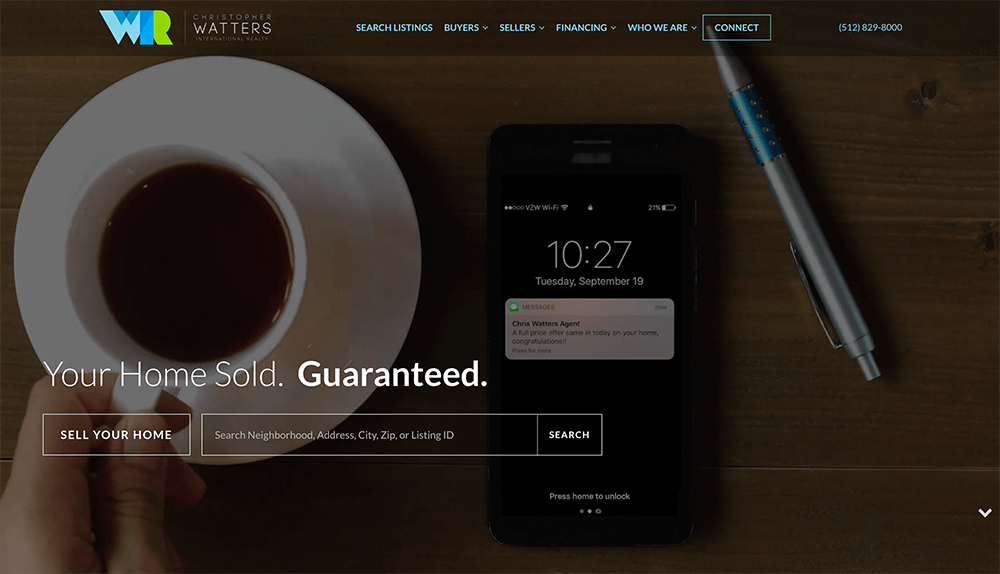 WR
CHRISTOPHER
WATTERS
INTERNATIONAL REALTY
SEARCH LISTINGS BUYERS SELLERS FINANCING WHO WE ARE CONNECT
(512) 829-8000
VZW Wi-Fi 21%
10:27
Tuesday, September 19
MESSAGES now
Chris Watters Agent
A full price offer came in today on your home,
congratulations!!
Press for more
Your Home Sold. Guaranteed.
SELL YOUR HOME
Search Neighborhood, Address, City, Zip, or Listing ID
SEARCH
Press home to unlock